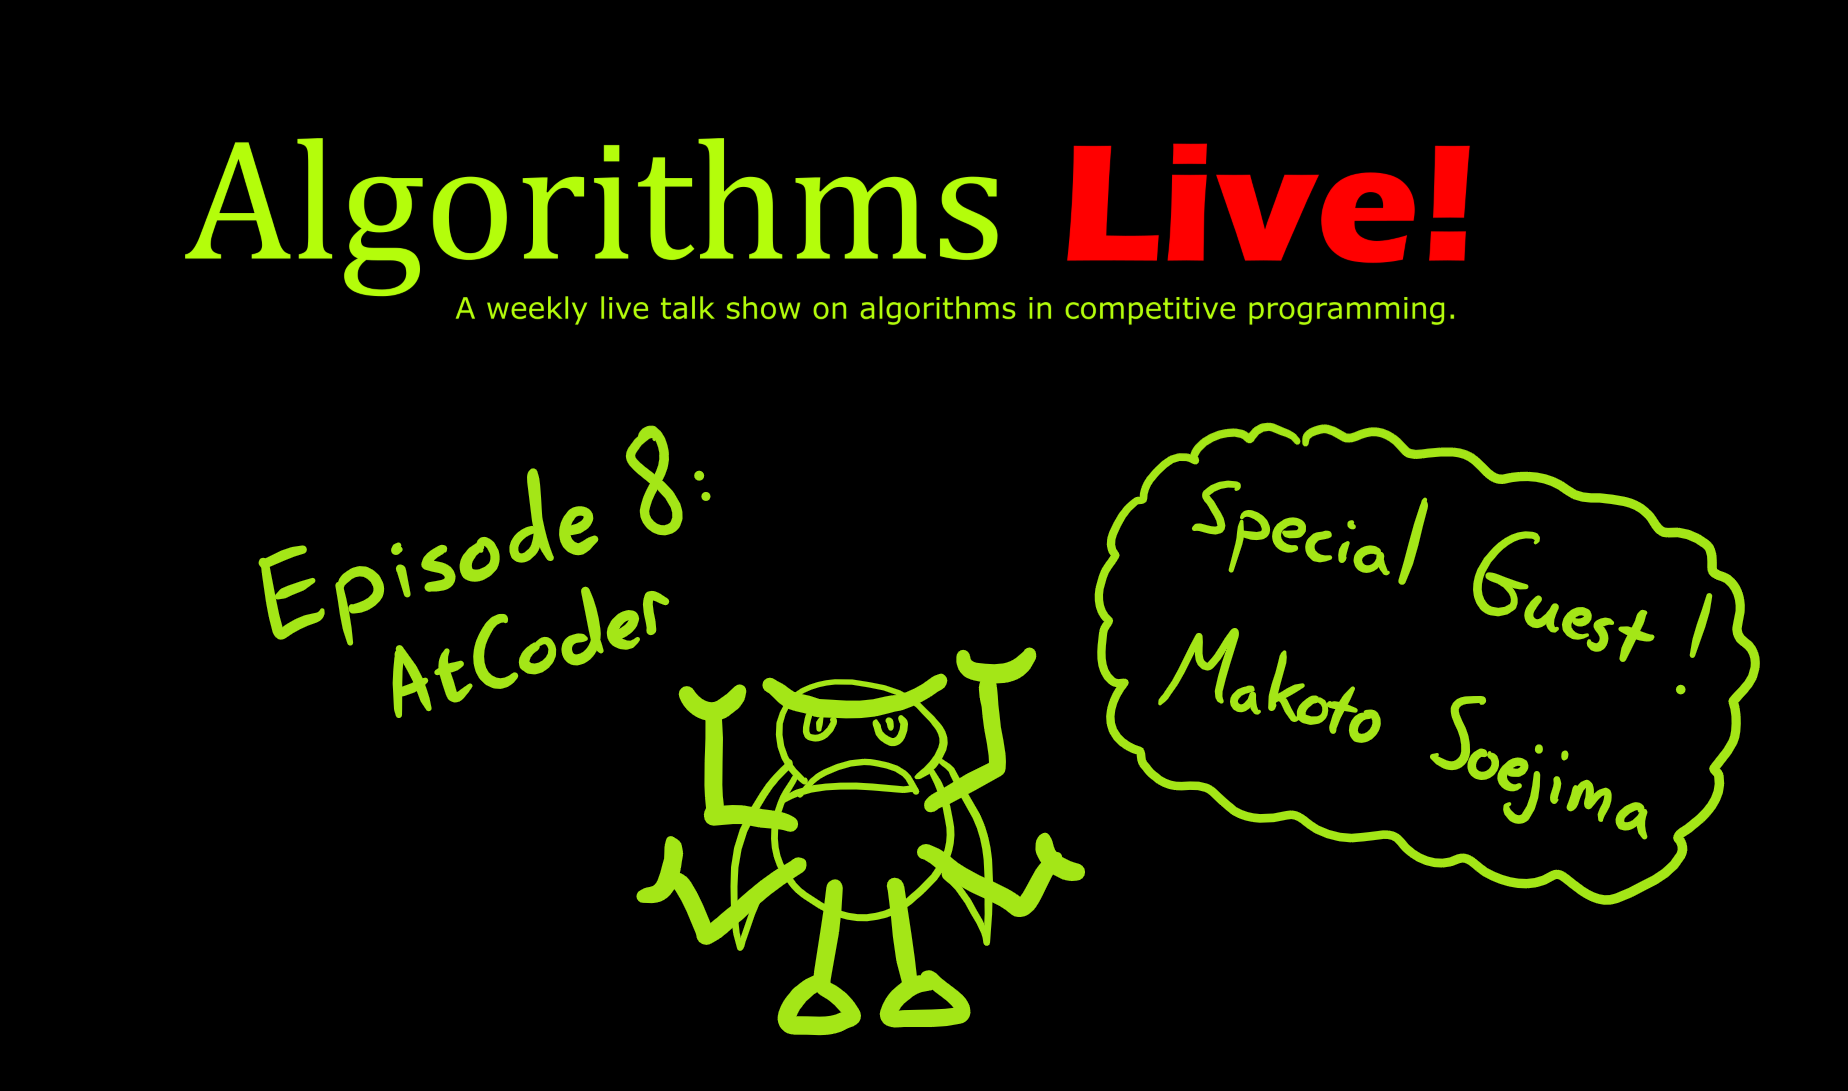 Algorithms Live!
A weekly live talk show on algorithms in competitive programming.
Episode 8:
AtCoder
Special Guest!
Makoto Soejima